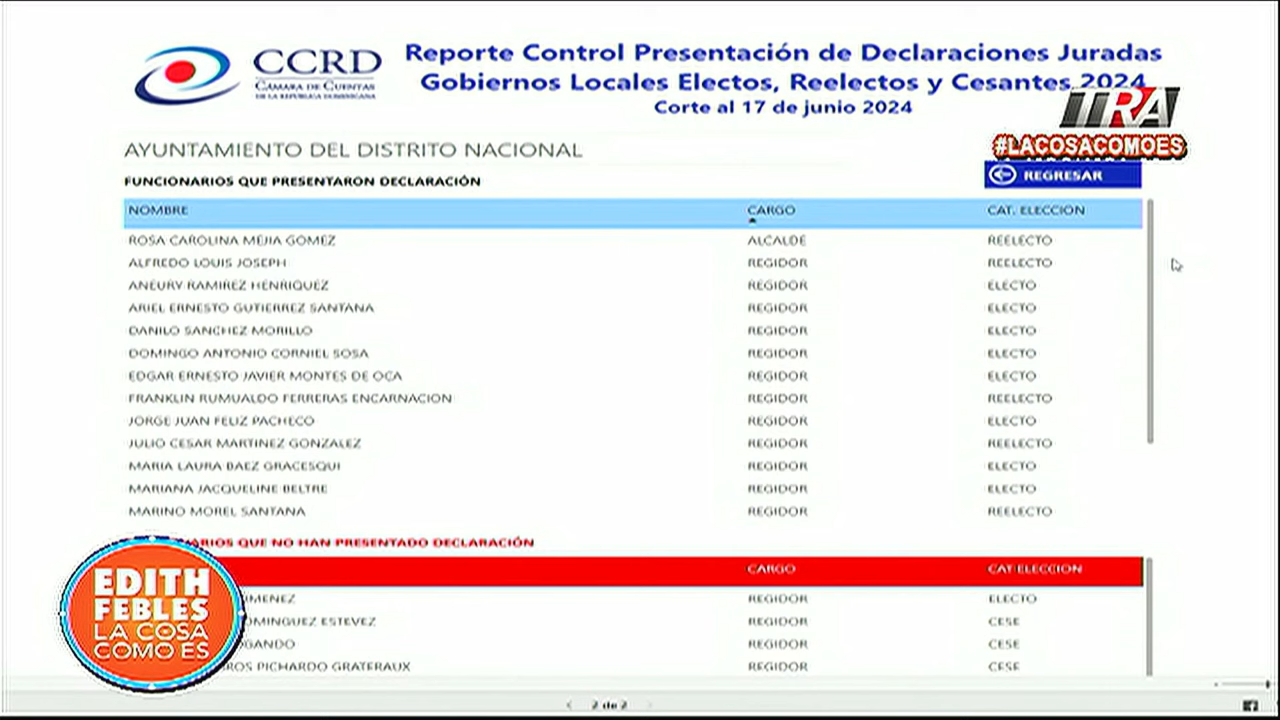 CCRD
CÁMARA DE CUENTAS
DE LA REPÚBLICA DOMINICANA
Reporte Control Presentación de Declaraciones Juradas
Gobiernos Locales Electos, Reelectos y Cesantes 2024
Corte al 17 de junio 2024
TRA
#LACOSACOMOES
AYUNTAMIENTO DEL DISTRITO NACIONAL
REGRESAR
FUNCIONARIOS QUE PRESENTARON DECLARACIÓN
NOMBRE CARGO CAT. ELECCION
ROSA CAROLINA MEJIA GOMEZ ALCALDE REELECTO
ALFREDO LOUIS JOSEPH REGIDOR REELECTO
ANEURY RAMIREZ HENRIQUEZ REGIDOR ELECTO
ARIEL ERNESTO GUTIERREZ SANTANA REGIDOR ELECTO
DANILO SANCHEZ MORILLO REGIDOR ELECTO
DOMINGO ANTONIO CORNIEL SOSA REGIDOR ELECTO
EDGAR ERNESTO JAVIER MONTES DE OCA REGIDOR ELECTO
FRANKLIN RUMUALDO FERRERAS ENCARNACION REGIDOR REELECTO
JORGE JUAN FELIZ PACHECO REGIDOR ELECTO
JULIO CESAR MARTINEZ GONZALEZ REGIDOR REELECTO
MARIA LAURA BAEZ GRACESQUI REGIDOR ELECTO
MARIANA JACQUELINE BELTRE REGIDOR ELECTO
MARINO MOREL SANTANA REGIDOR REELECTO
QUE NO HAN PRESENTADO DECLARACIÓN
CARGO CAT ELECCION
REGIDOR ELECTO
ESTEVEZ REGIDOR CESE
REGIDOR CESE
PICHARDO GRATERAUX REGIDOR CESE
EDITH
FEBLES
LA COSA
COMO ES
2 de 2